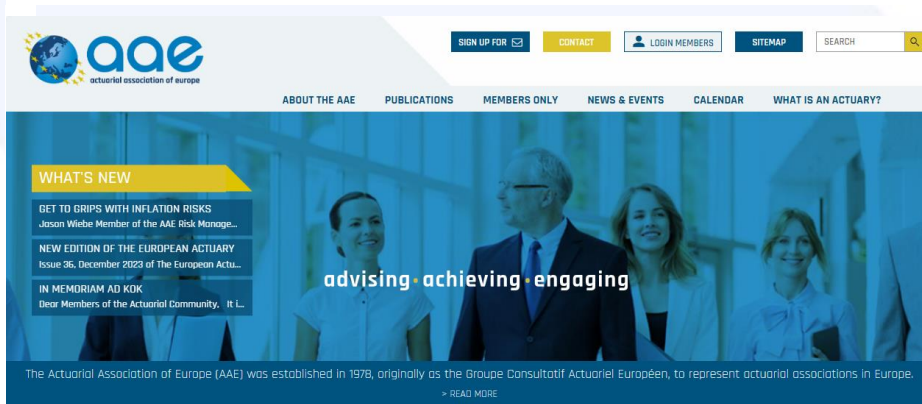 aae
actuarial association of europe
SIGN UP FOR
CONTACT
LOGIN MEMBERS
SITEMAP
SEARCH
ABOUT THE AAE
PUBLICATIONS
MEMBERS ONLY
NEWS & EVENTS
CALENDAR
WHAT IS AN ACTUARY?
WHAT'S NEW
GET TO GRIPS WITH INFLATION RISKS
Jason Wiebe Member of the AAE Risk Manage...
NEW EDITION OF THE EUROPEAN ACTUARY
Issue 36, December 2023 of The European Actu...
IN MEMORIAM AD KOK
Dear Members of the Actuarial Community, It i...
advising·achieving·engaging
The Actuarial Association of Europe (AAE) was established in 1978, originally as the Groupe Consultatif Actuariel Européen, to represent actuarial associations in Europe.
> READ MORE